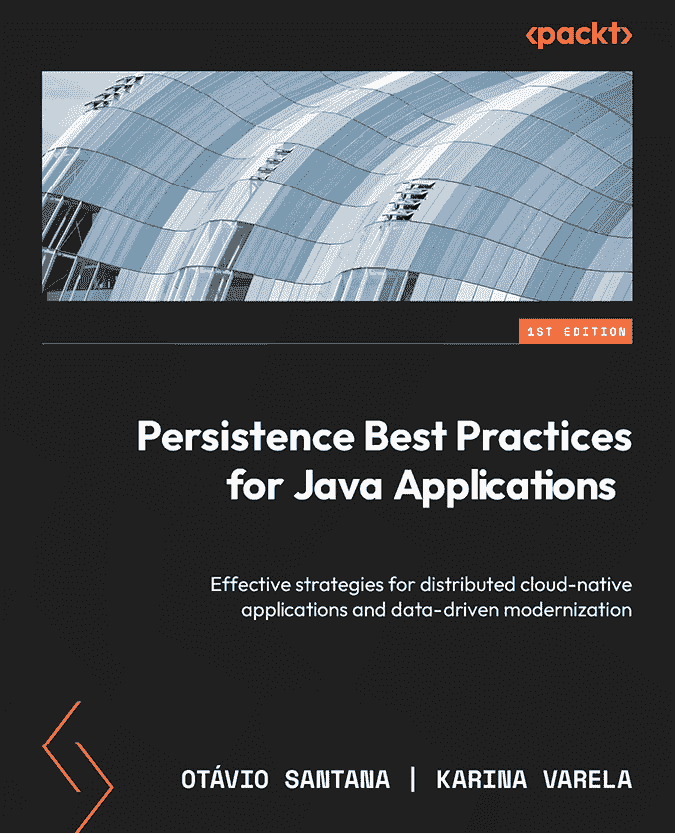 <packt>
1ST EDITION
Persistence Best Practices
for Java Applications
Effective strategies for distributed cloud-native
applications and data-driven modernization
OTÁVIO SANTANA | KARINA VARELA